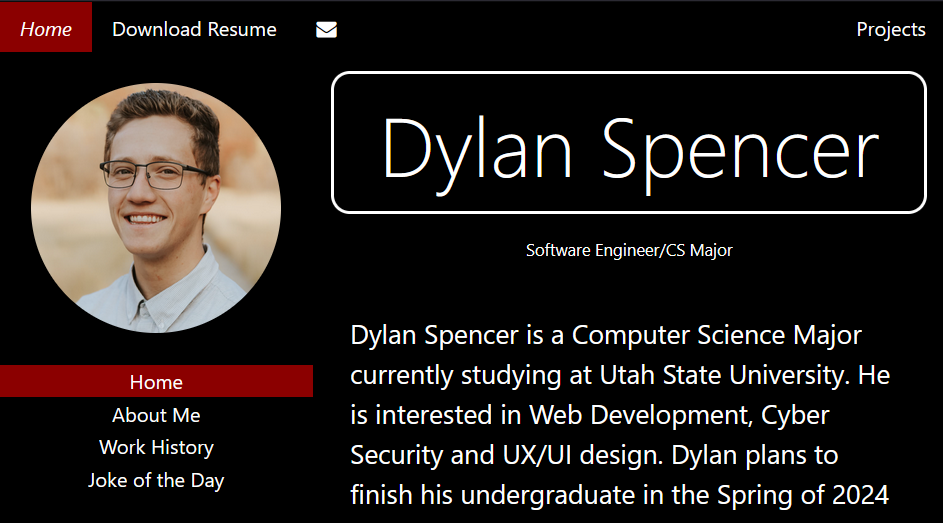 Home Download Resume Projects
Dylan Spencer
Software Engineer/CS Major
Home
About Me
Work History
Joke of the Day
Dylan Spencer is a Computer Science Major
currently studying at Utah State University. He
is interested in Web Development, Cyber
Security and UX/UI design. Dylan plans to
finish his undergraduate in the Spring of 2024